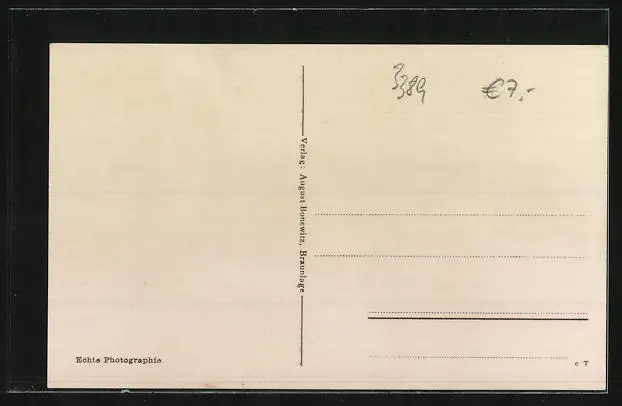 3389
€7,-
Verlag: August Bonewitz, Braunlage
Echte Photographie
c T